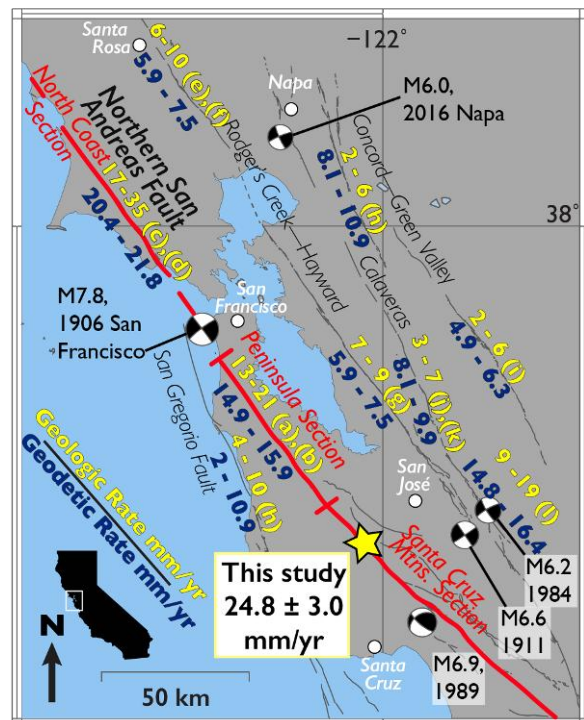 Santa
Rosa
6-10 (e),(f)
5.9 - 7.5
−122°
Napa
M6.0,
2016 Napa
North Coast
Section
Northern San
Andreas Fault
17-35 (c),(d)
20.4 - 21.8
Rodger's Creek
Hayward
Concord
Green Valley
2 - 6 (h)
8.1 - 10.9
38°
Calaveras
M7.8,
1906 San
Francisco
San
Francisco
2 - 6 (i)
4.9 - 6.3
Peninsula Section
13-21 (a),(b)
14.9 - 15.9
7 - 9 (g)
5.9 - 7.5
3 - 7 (j),(k)
8.1 - 9.9
San Gregorio Fault
4 - 10 (h)
2 - 10.9
9 -19 (l)
14.8 - 16.4
San
José
Geologic Rate mm/yr
Geodetic Rate mm/yr
Santa Cruz
Mtns. Section
This study
24.8 ± 3.0
mm/yr
M6.2
1984
M6.6
1911
M6.9,
1989
Santa
Cruz
N
50 km